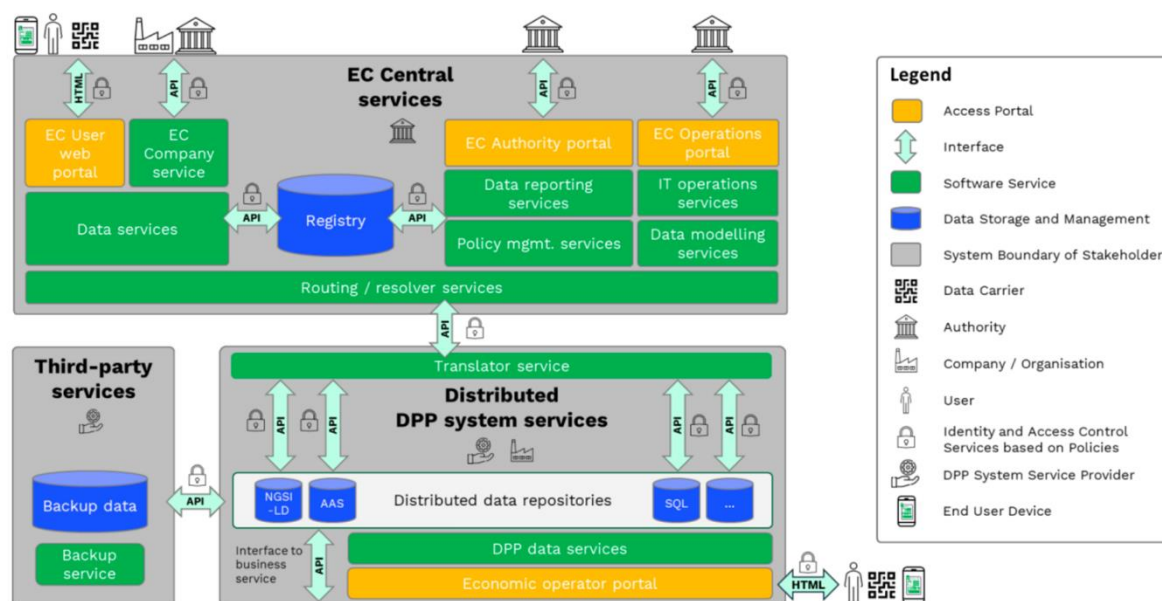 HTML
API
API
API
EC Central
services
EC User
web
portal
EC
Company
service
EC Authority portal
EC Operations
portal
Data services
API
Registry
API
Data reporting
services
IT operations
services
Policy mgmt. services
Data modelling
services
Routing / resolver services
API
Third-party
services
Backup data
Backup
service
API
Translator service
Distributed
DPP system services
API
API
API
API
NGSI
-LD
AAS
Distributed data repositories
SQL
...
Interface to
business
service
API
DPP data services
Economic operator portal
HTML
Legend
Access Portal
Interface
Software Service
Data Storage and Management
System Boundary of Stakeholder
Data Carrier
Authority
Company / Organisation
User
Identity and Access Control
Services based on Policies
DPP System Service Provider
End User Device